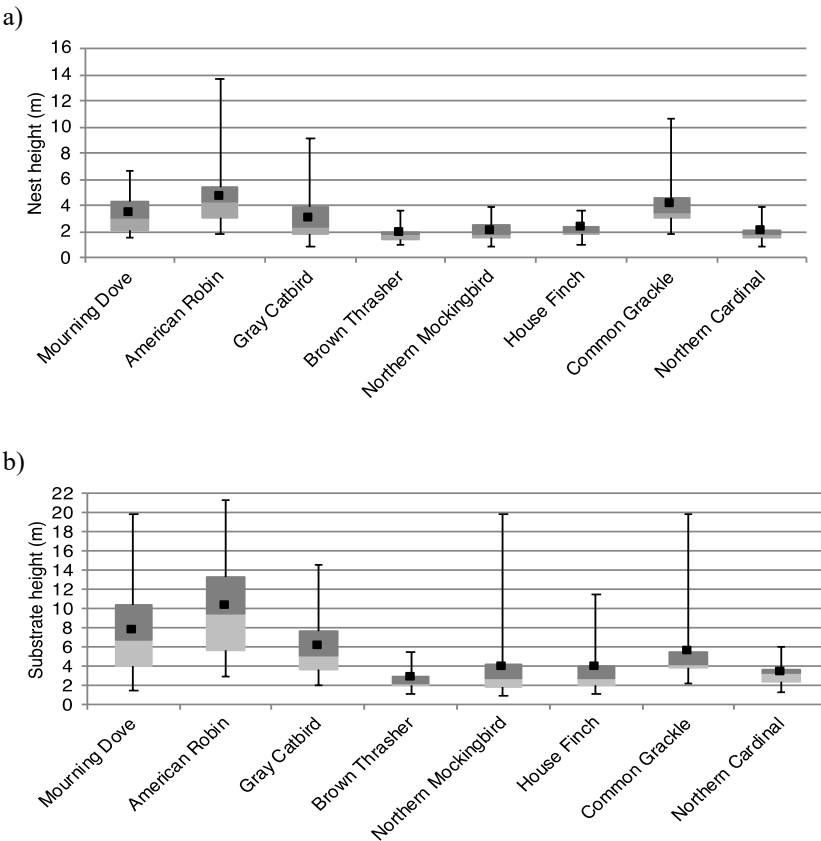 a)
Nest height (m)
16
14
12
10
8
6
4
2
0
Mourning Dove
American Robin
Gray Catbird
Brown Thrasher
Northern Mockingbird
House Finch
Common Grackle
Northern Cardinal
b)
Substrate height (m)
22
20
18
16
14
12
10
8
6
4
2
0
Mourning Dove
American Robin
Gray Catbird
Brown Thrasher
Northern Mockingbird
House Finch
Common Grackle
Northern Cardinal